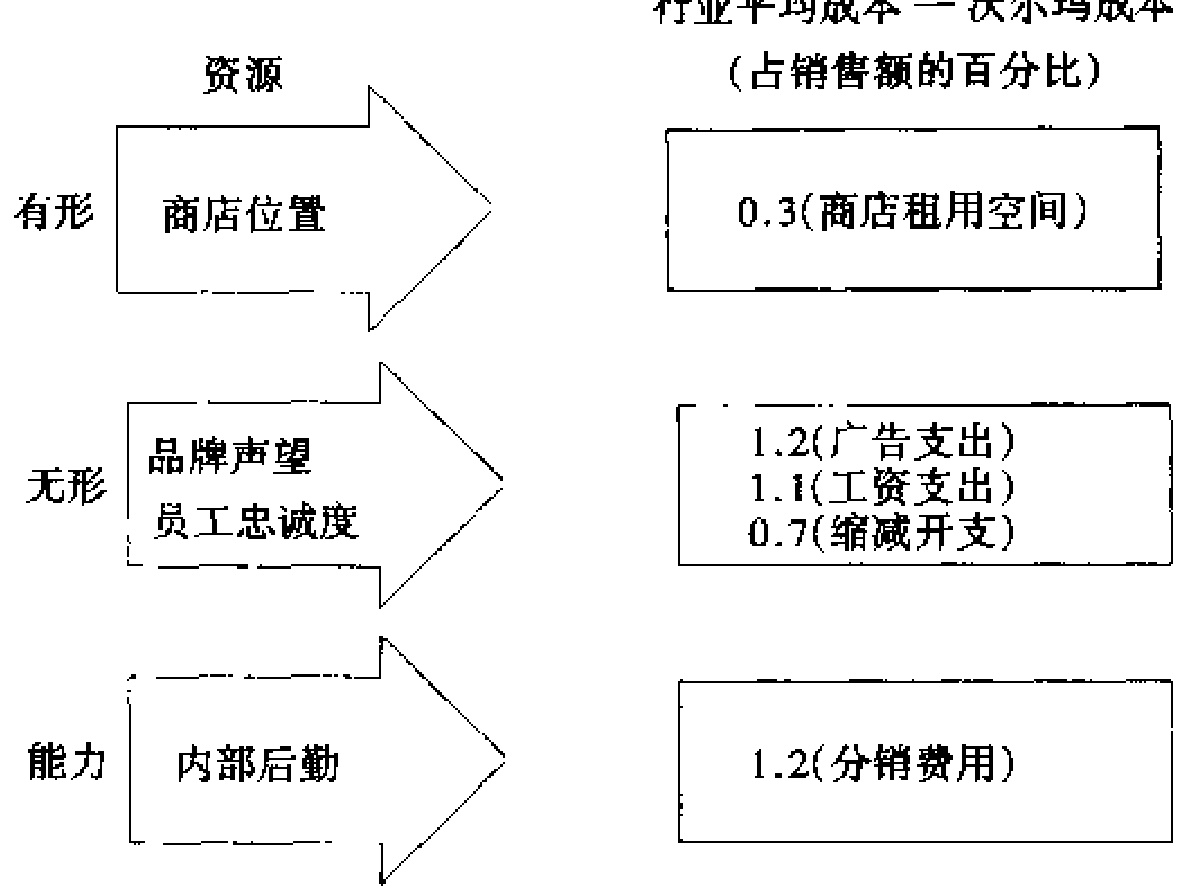 行业平均成本 — 沃尔玛成本
资源
(占销售额的百分比)
有形
商店位置
0.3(商店租用空间)
无形
品牌声望
员工忠诚度
1.2(广告支出)
1.1(工资支出)
0.7(缩减开支)
能力
内部后勤
1.2(分销费用)